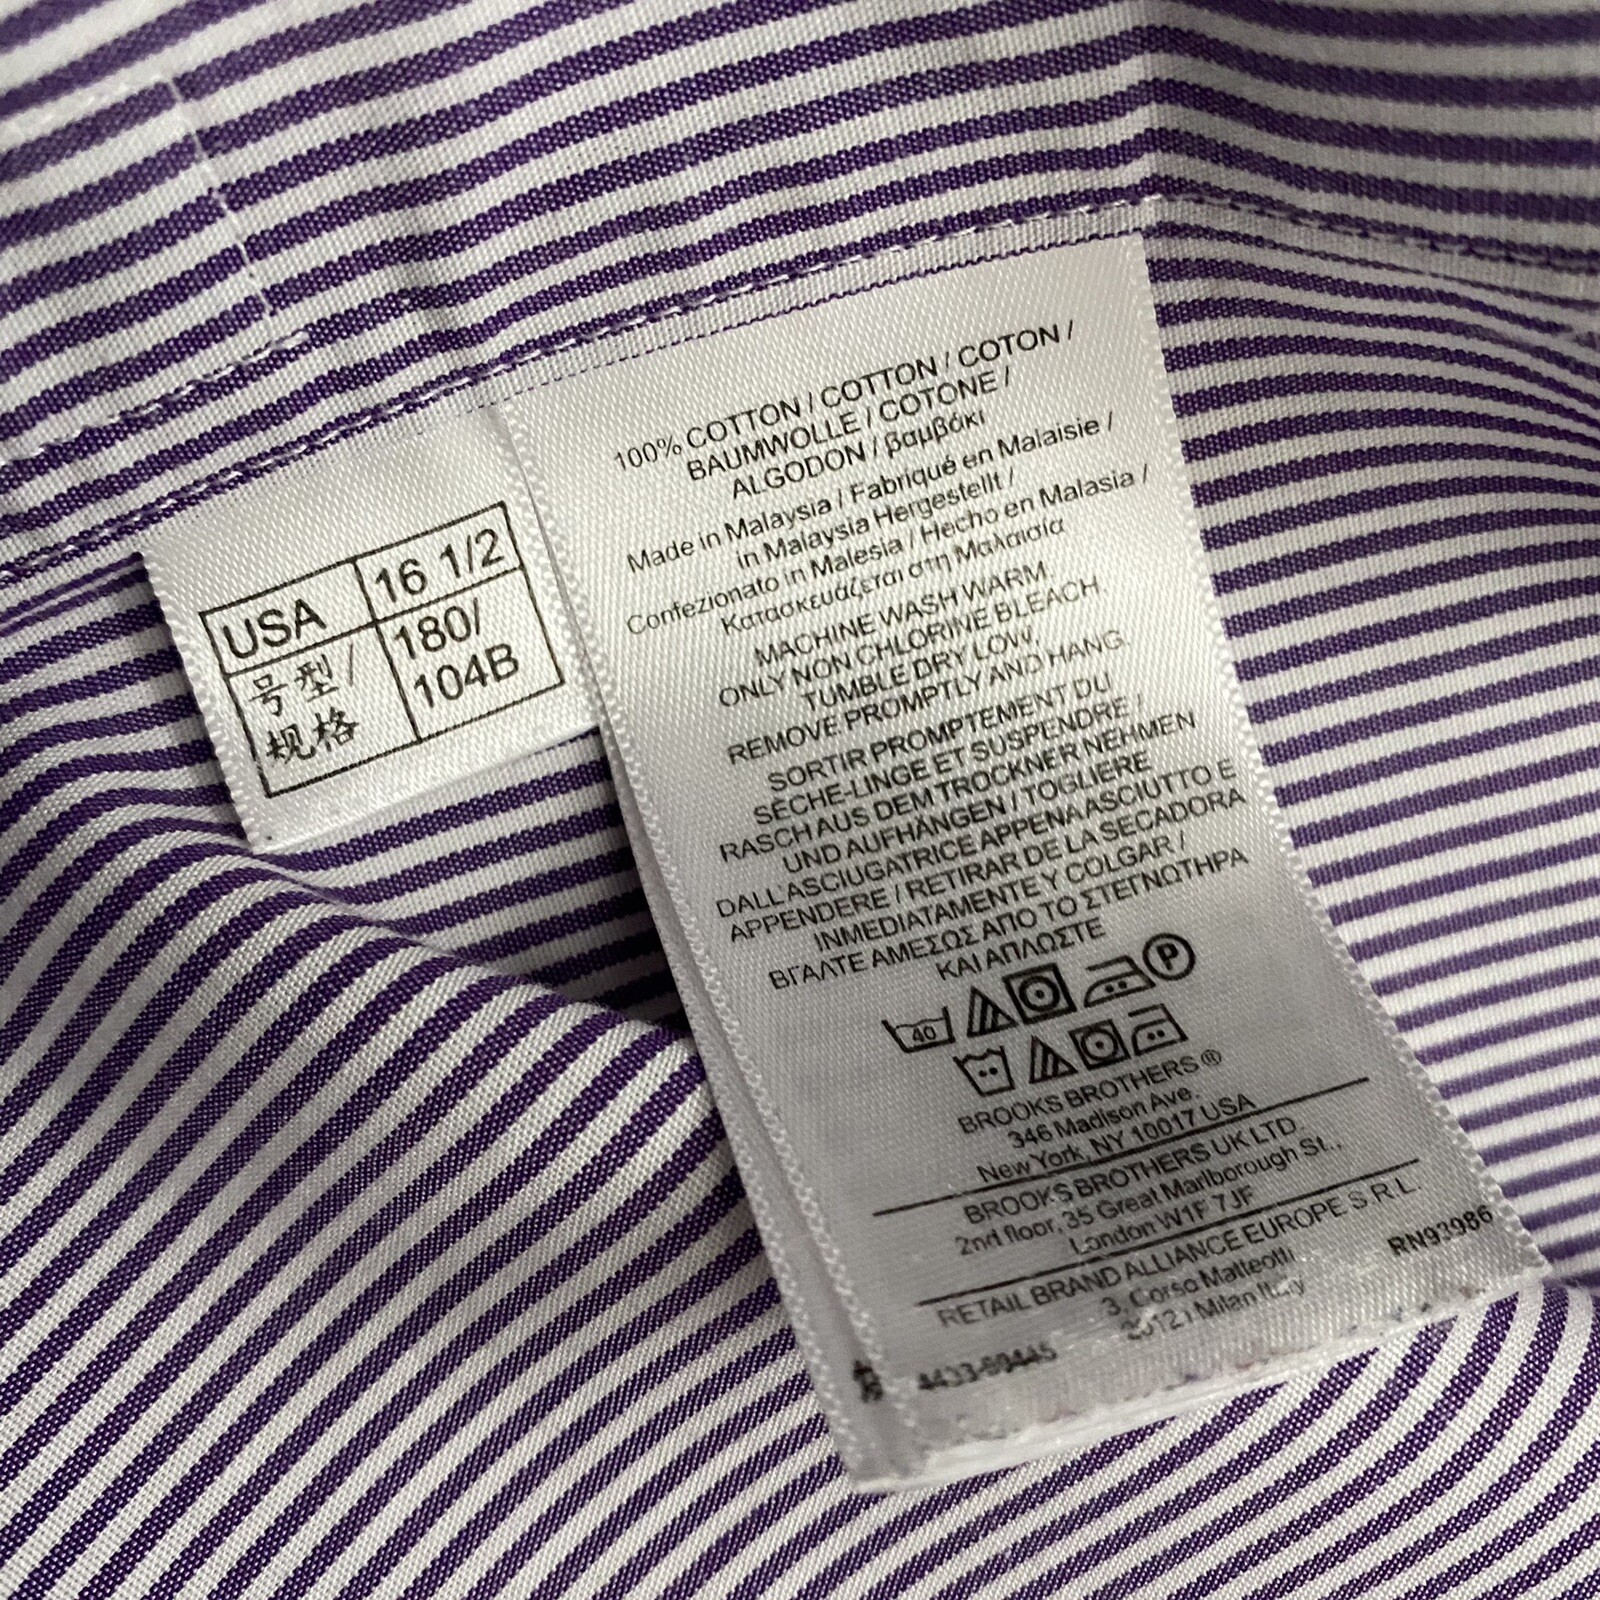 USA 16 1/2
号型/ 180/
规格 104B
100% COTTON / COTTON / COTON /
BAUMWOLLE / COTONE /
ALGODON / βαμβάκι
Made in Malaysia / Fabriqué en Malaisie /
in Malaysia Hergestellt /
Confezionato in Malesia / Hecho en Malasia /
Κατασκευάζεται στη Μαλαισία
MACHINE WASH WARM.
ONLY NON CHLORINE BLEACH.
TUMBLE DRY LOW.
REMOVE PROMPTLY AND HANG.
SORTIR PROMPTEMENT DU
SÈCHE-LINGE ET SUSPENDRE /
RASCH AUS DEM TROCKNER NEHMEN
UND AUFHÄNGEN / TOGLIERE
DALL'ASCIUGATRICE APPENA ASCIUTTO E
APPENDERE / RETIRAR DE LA SECADORA
INMEDIATAMENTE Y COLGAR /
ΒΓΑΛΤΕ ΑΜΕΣΩΣ ΑΠΟ ΤΟ ΣΤΕΓΝΩΤΗΡΑ
ΚΑΙ ΑΠΛΩΣΤΕ
40 P
BROOKS BROTHERS ®
346 Madison Ave.
New York, NY 10017 USA
BROOKS BROTHERS UK LTD.
2nd floor, 35 Great Marlborough St.,
London W1F 7JF
RETAIL BRAND ALLIANCE EUROPE S.R.L.
3, Corso Matteotti
Milan Italy
RN93986